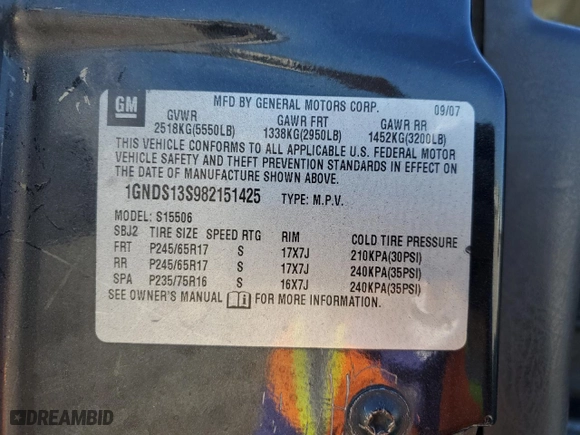 GM
MFD BY GENERAL MOTORS CORP. 09/07
GVWR GAWR FRT GAWR RR
2518KG(5550LB) 1338KG(2950LB) 1452KG(3200LB)
THIS VEHICLE CONFORMS TO ALL APPLICABLE U.S. FEDERAL MOTOR
VEHICLE SAFETY AND THEFT PREVENTION STANDARDS IN EFFECT ON
THE DATE OF MANUFACTURE SHOWN ABOVE.
1GNDS13S982151425 TYPE: M.P.V.
MODEL: S15506
SBJ2 TIRE SIZE SPEED RTG RIM COLD TIRE PRESSURE
FRT P245/65R17 S 17X7J 210KPA(30PSI)
RR P245/65R17 S 17X7J 240KPA(35PSI)
SPA P235/75R16 S 16X7J 240KPA(35PSI)
SEE OWNER'S MANUAL FOR MORE INFORMATION.
DREAMBID